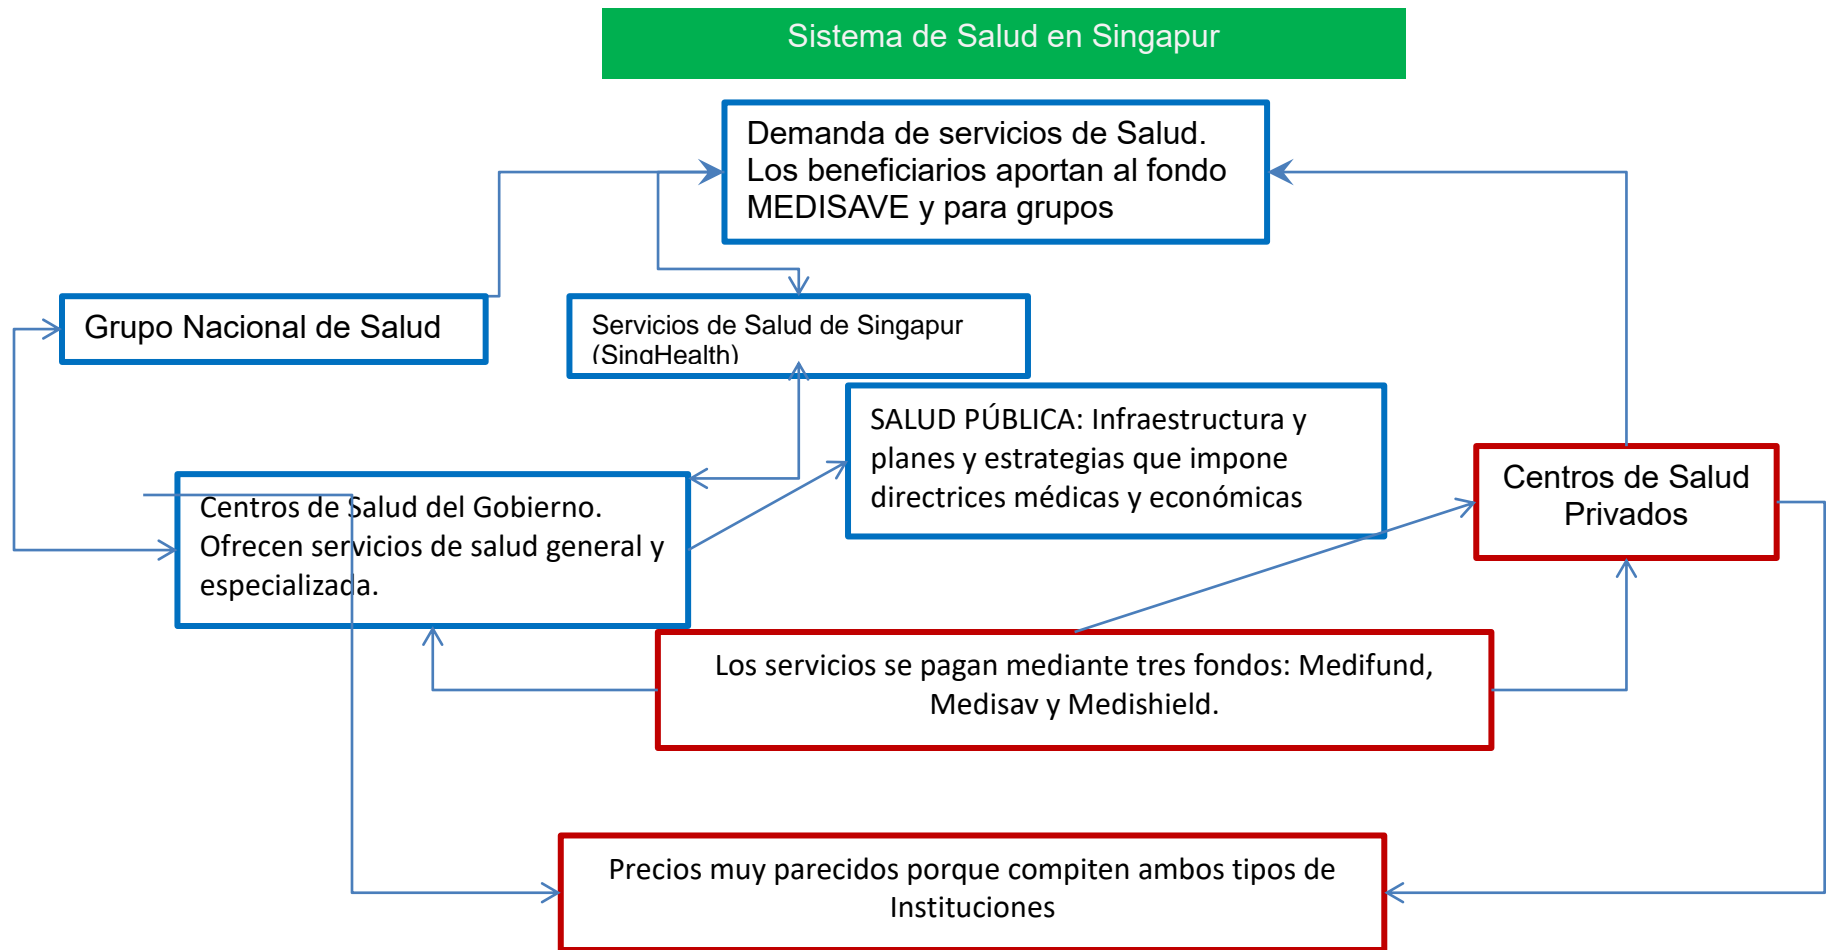 Sistema de Salud en Singapur
Demanda de servicios de Salud.
Los beneficiarios aportan al fondo
MEDISAVE y para grupos
Grupo Nacional de Salud
Servicios de Salud de Singapur
(SingHealth)
SALUD PÚBLICA: Infraestructura y
planes y estrategias que impone
directrices médicas y económicas
Centros de Salud
Privados
Centros de Salud del Gobierno.
Ofrecen servicios de salud general y
especializada.
Los servicios se pagan mediante tres fondos: Medifund,
Medisav y Medishield.
Precios muy parecidos porque compiten ambos tipos de
Instituciones